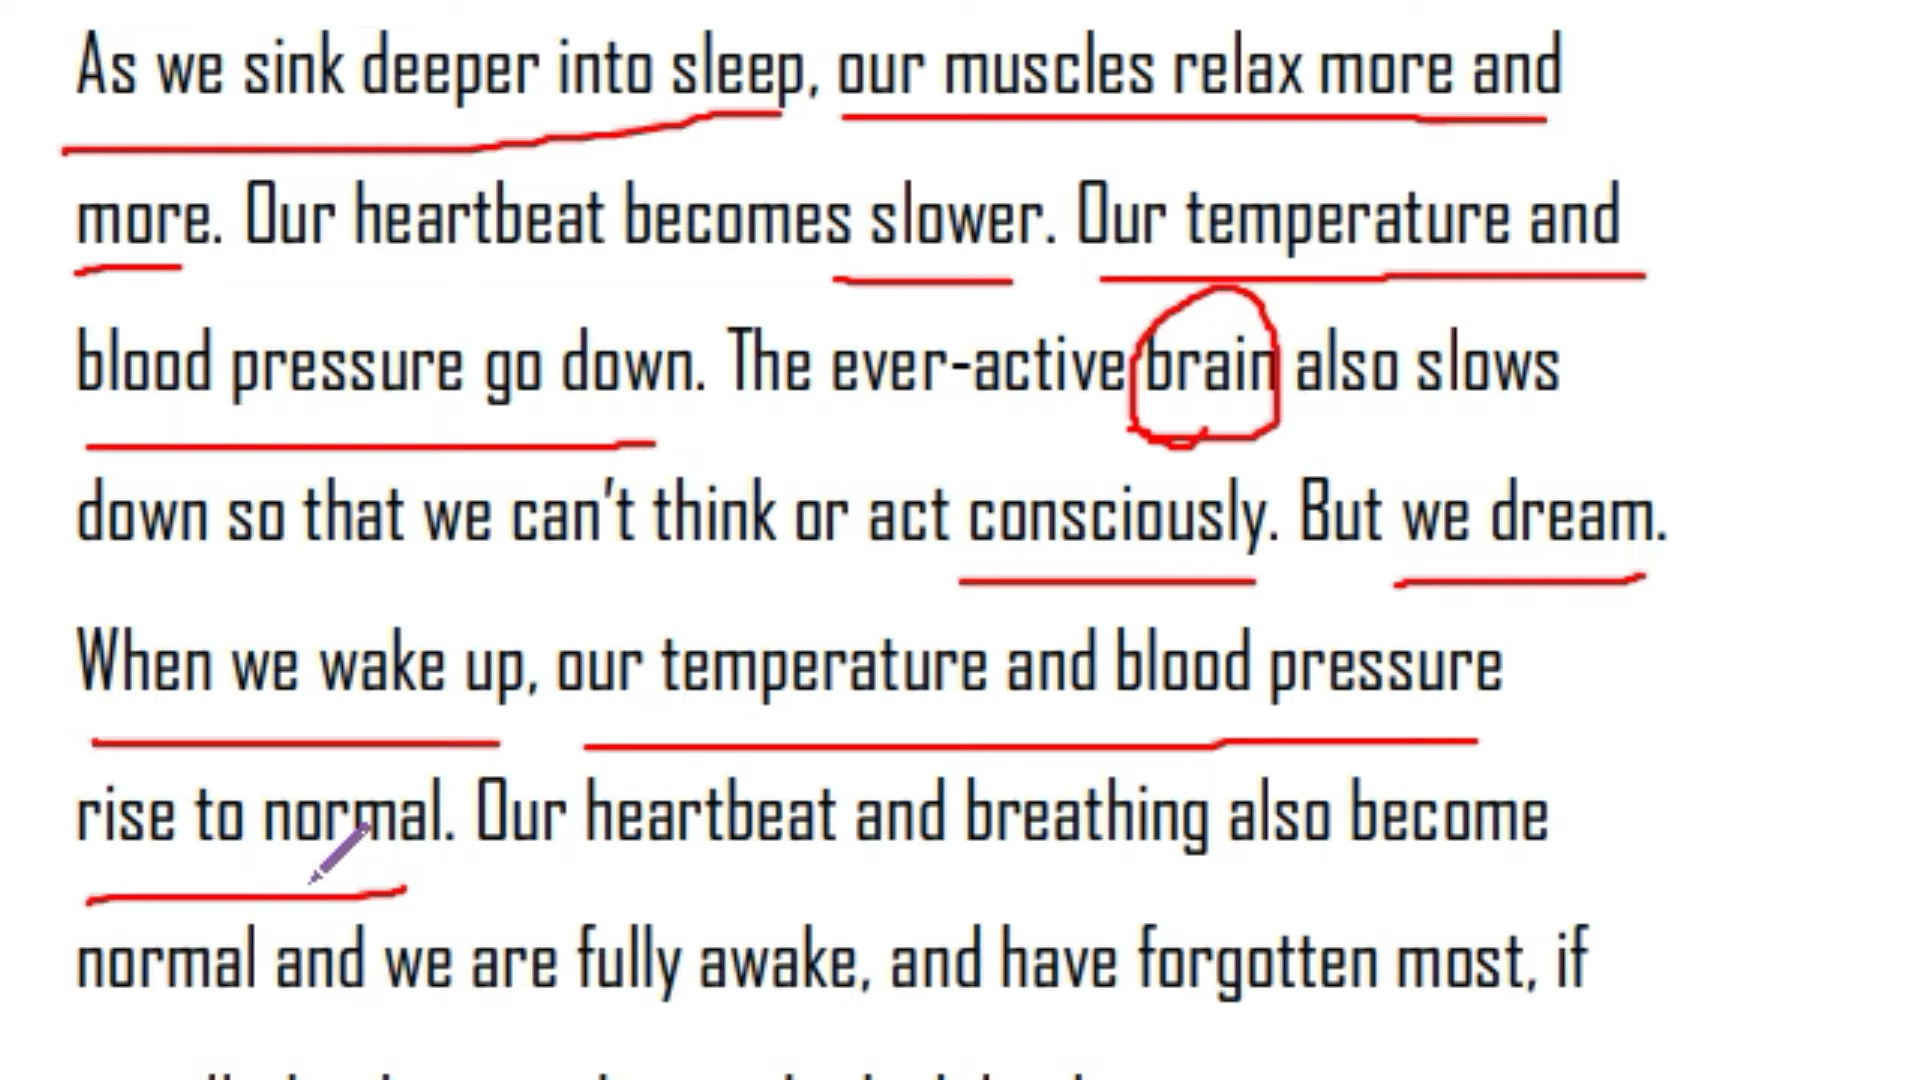 As we sink deeper into sleep, our muscles relax more and
more. Our heartbeat becomes slower. Our temperature and
blood pressure go down. The ever-active brain also slows
down so that we can't think or act consciously. But we dream.
When we wake up, our temperature and blood pressure
rise to normal. Our heartbeat and breathing also become
normal and we are fully awake, and have forgotten most, if